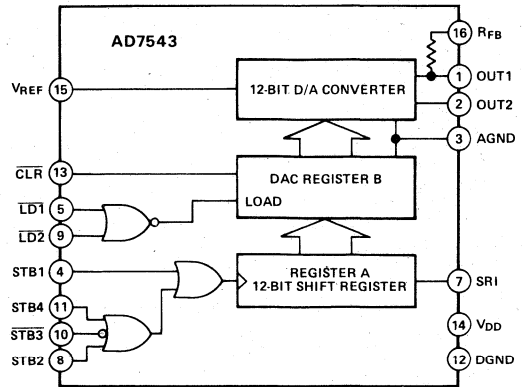 AD7543
16 RFB
VREF 15
12-BIT D/A CONVERTER
1 OUT1
2 OUT2
3 AGND
CLR 13
DAC REGISTER B
LOAD
LD1 5
LD2 9
STB1 4
REGISTER A
12-BIT SHIFT REGISTER
7 SRI
STB4 11
STB3 10
STB2 8
14 VDD
12 DGND